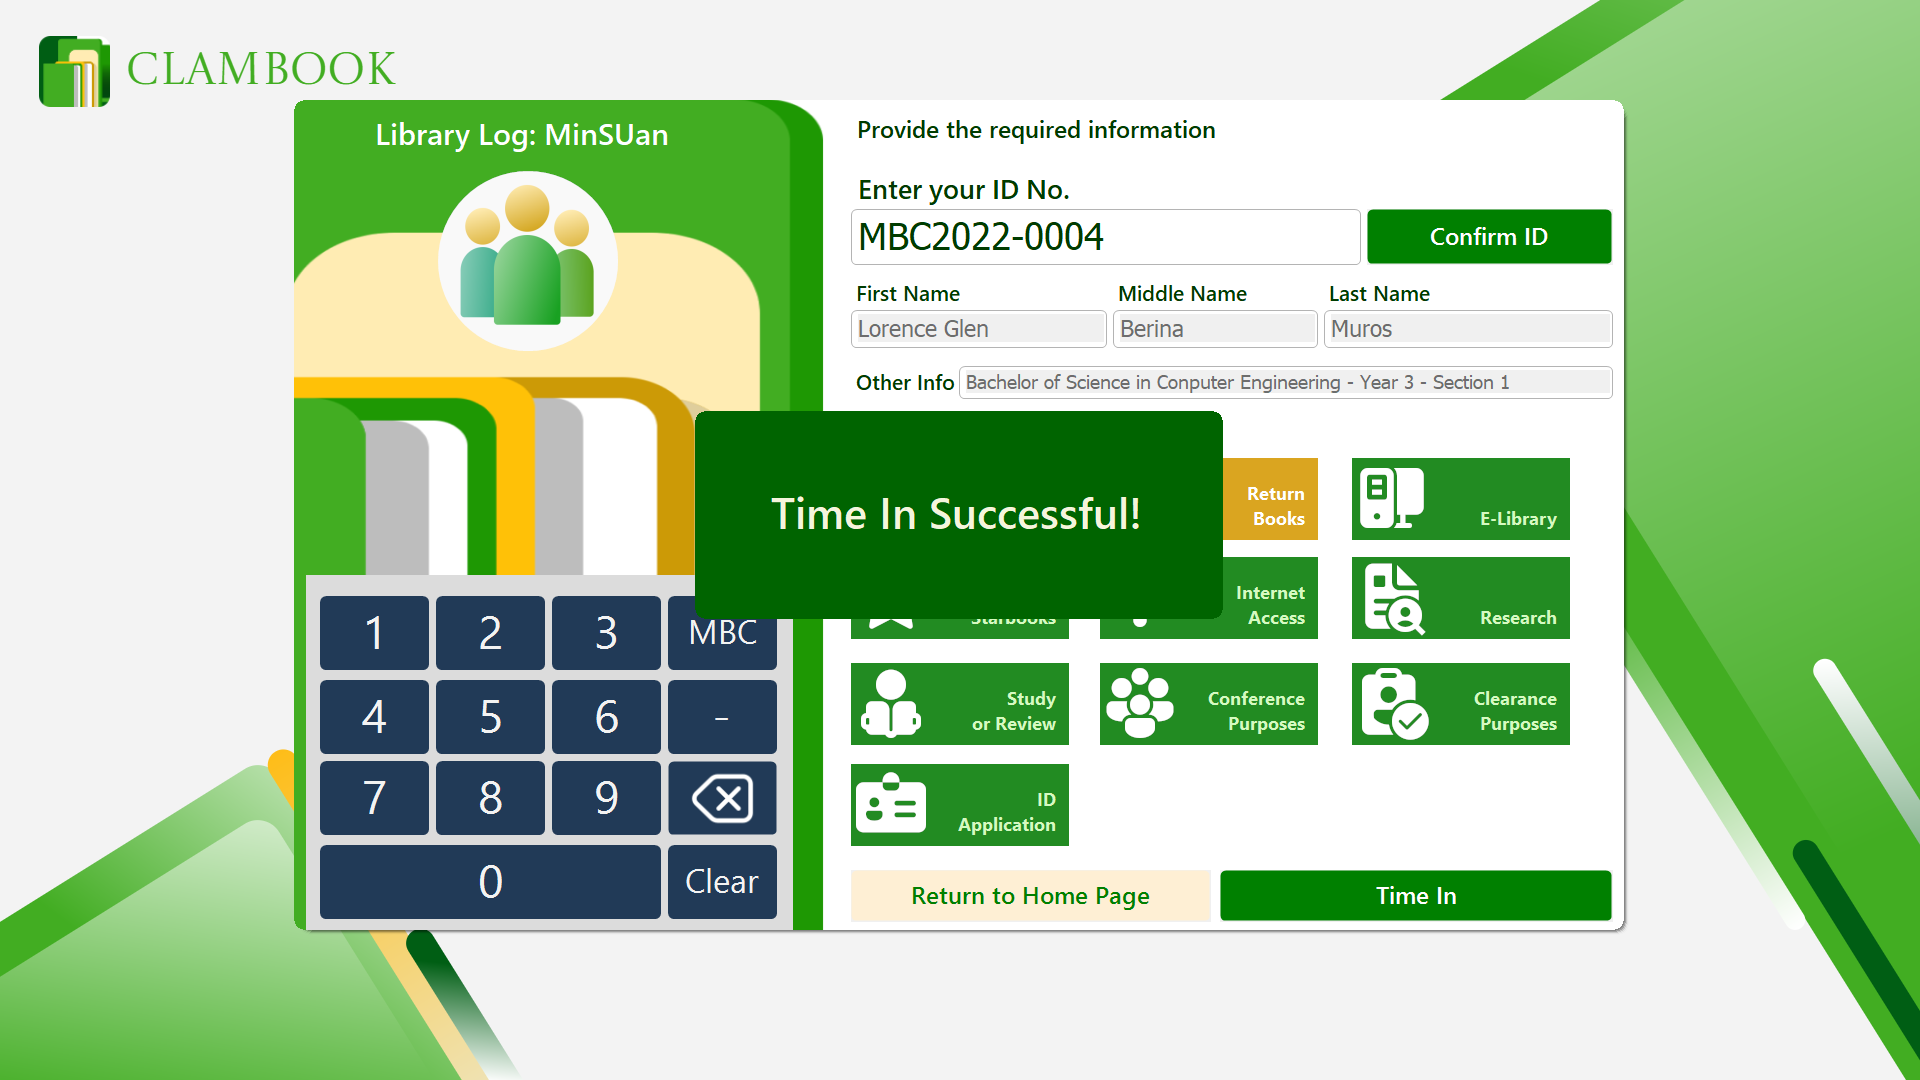 CLAMBOOK
Library Log: MinSUan
Provide the required information
Enter your ID No.
MBC2022-0004
Confirm ID
First Name
Middle Name
Last Name
Lorence Glen
Berina
Muros
Other Info
Bachelor of Science in Conputer Engineering - Year 3 - Section 1
Time In Successful!
Return
Books
E-Library
Starbooks
Internet
Access
Research
Study
or Review
Conference
Purposes
Clearance
Purposes
ID
Application
1
2
3
MBC
4
5
6
-
7
8
9
0
Clear
Return to Home Page
Time In